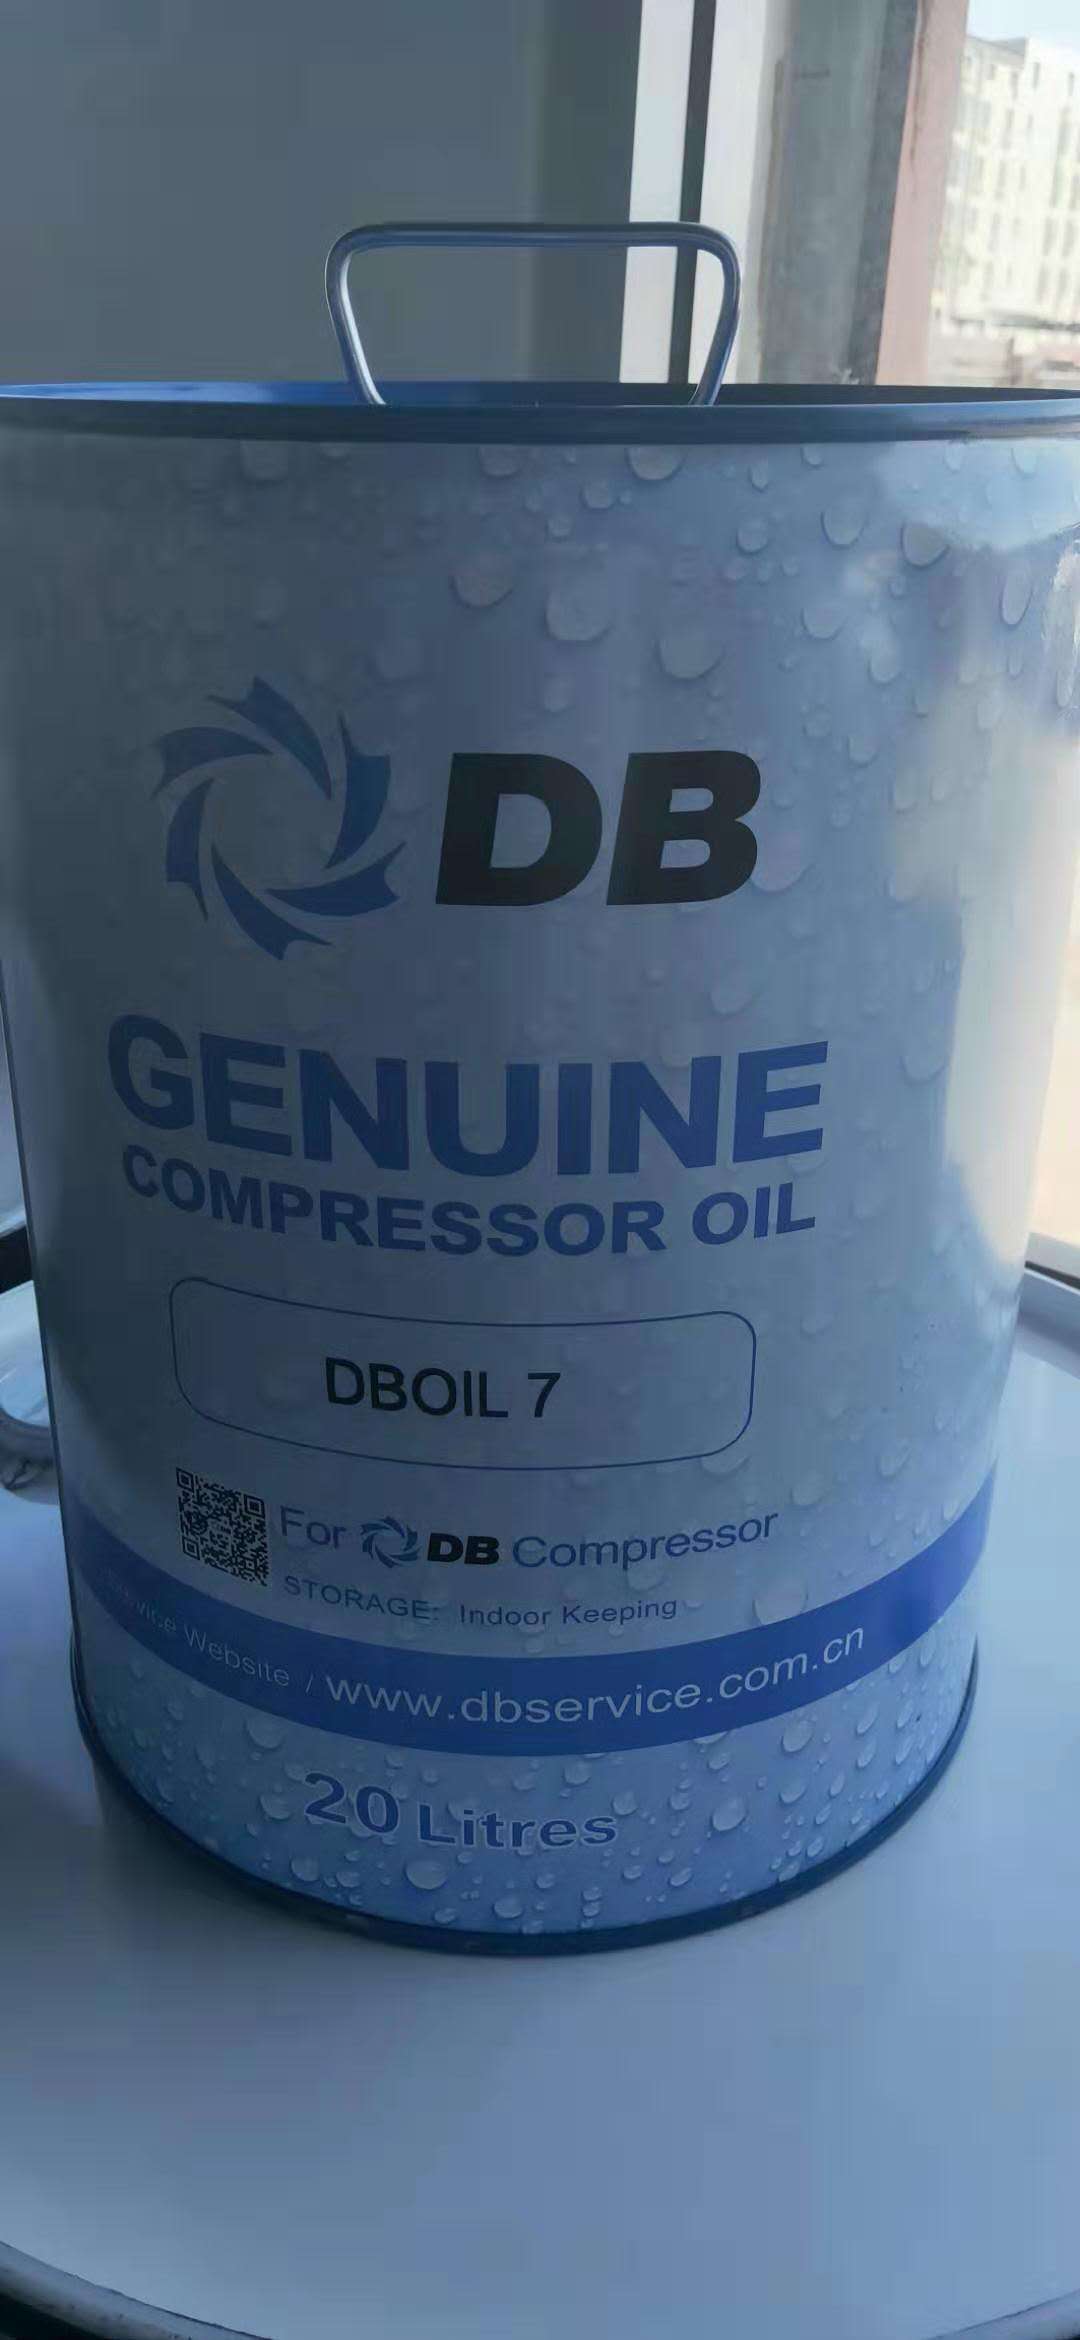 DB
GENUINE
COMPRESSOR OIL
DBOIL 7
For DB Compressor
STORAGE: Indoor Keeping
Service Website / www.dbservice.com.cn
20 Litres